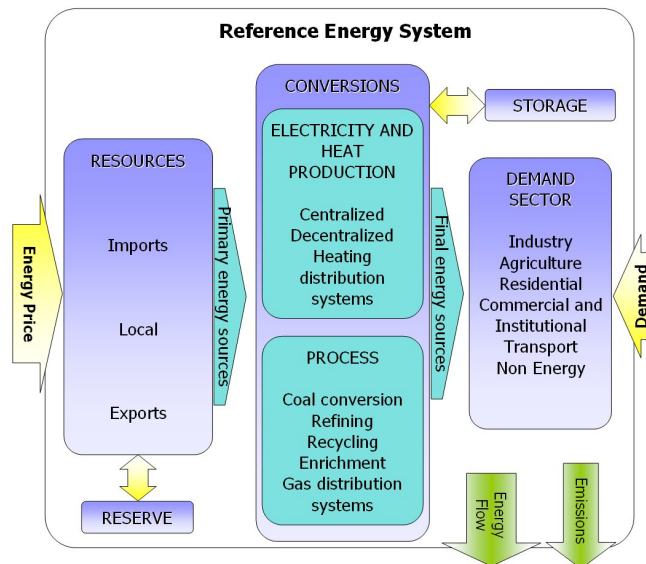 Reference Energy System
Energy Price
RESOURCES
Imports
Local
Exports
RESERVE
Primary energy sources
CONVERSIONS
ELECTRICITY AND
HEAT
PRODUCTION
Centralized
Decentralized
Heating
distribution
systems
PROCESS
Coal conversion
Refining
Recycling
Enrichment
Gas distribution
systems
Final energy sources
STORAGE
DEMAND
SECTOR
Industry
Agriculture
Residential
Commercial and
Institutional
Transport
Non Energy
Demand
Energy
Flow
Emissions